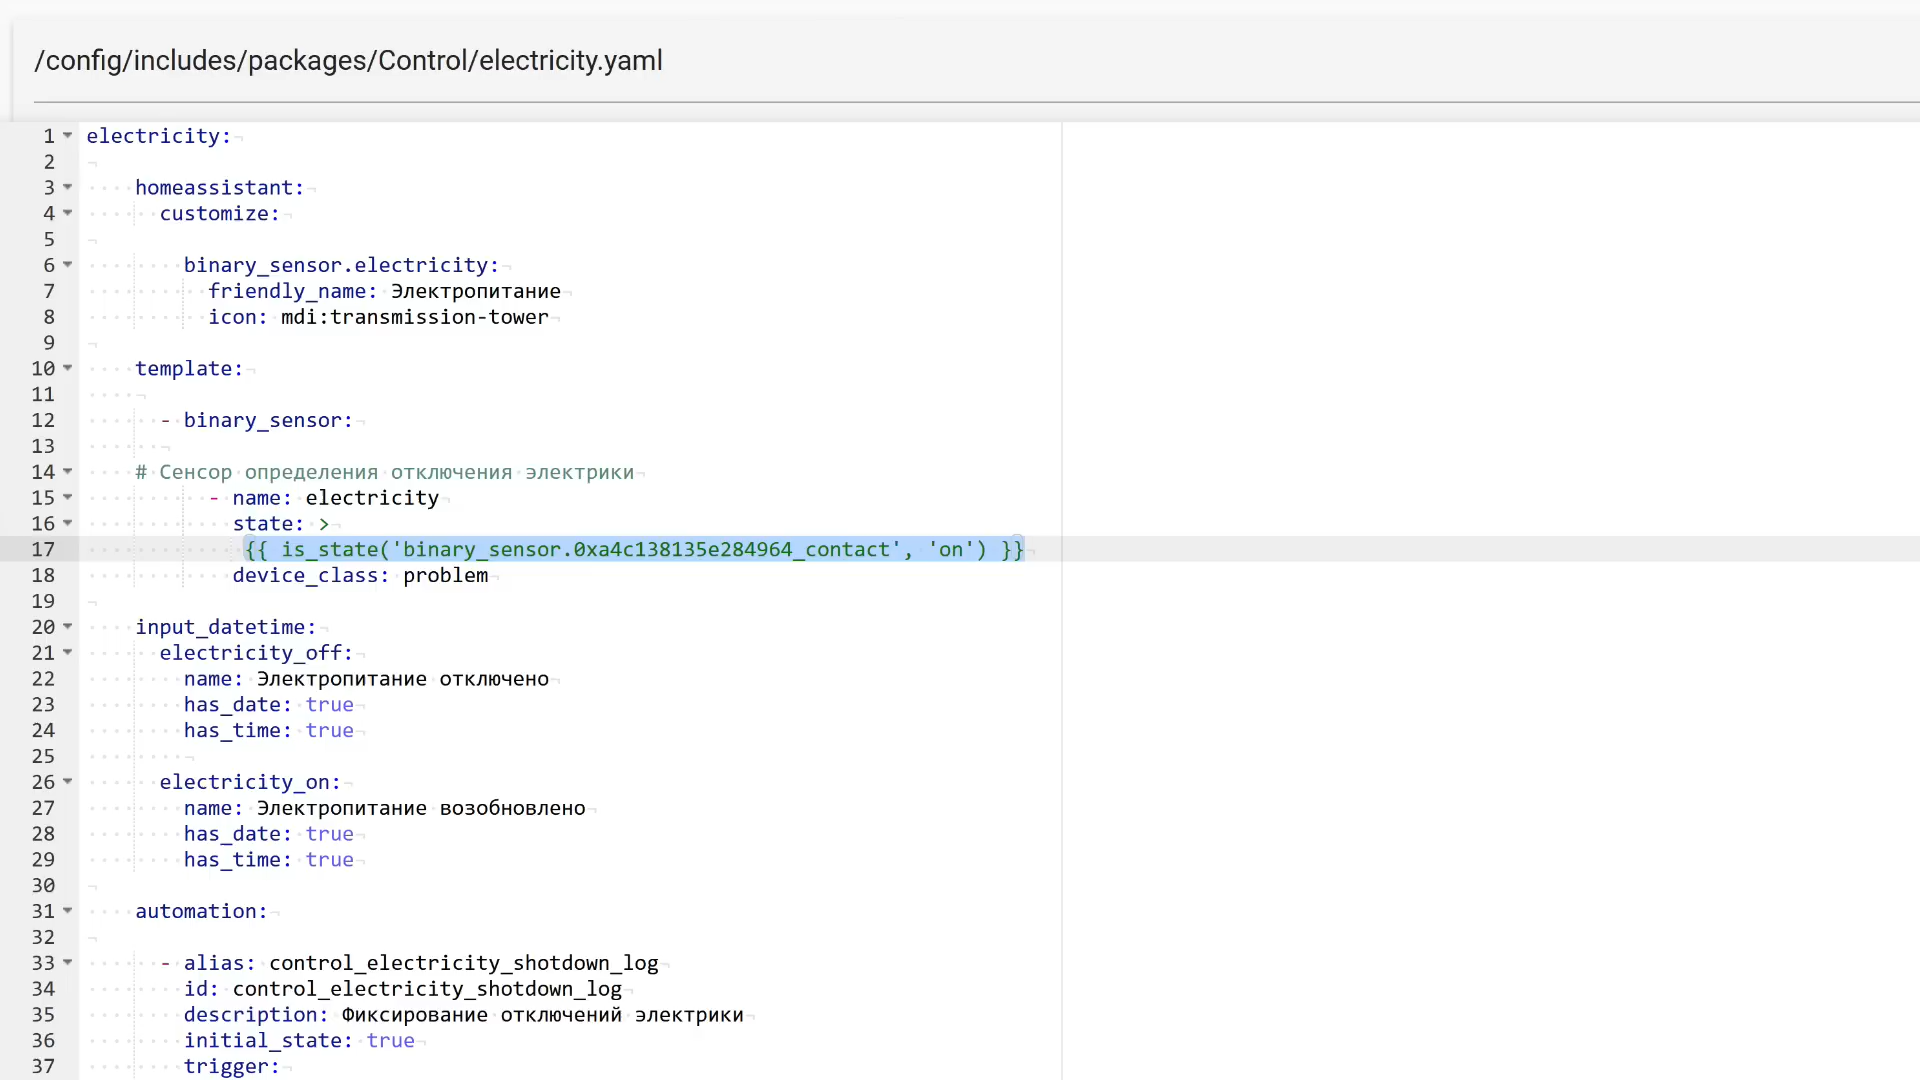 /config/includes/packages/Control/electricity.yaml
1 electricity:
2
3 homeassistant:
4 customize:
5
6 binary_sensor.electricity:
7 friendly_name: Электропитание
8 icon: mdi:transmission-tower
9
10 template:
11
12 - binary_sensor:
13
14 # Сенсор определения отключения электрики
15 - name: electricity
16 state: >
17 {{ is_state('binary_sensor.0xa4c138135e284964_contact', 'on') }}
18 device_class: problem
19
20 input_datetime:
21 electricity_off:
22 name: Электропитание отключено
23 has_date: true
24 has_time: true
25
26 electricity_on:
27 name: Электропитание возобновлено
28 has_date: true
29 has_time: true
30
31 automation:
32
33 - alias: control_electricity_shotdown_log
34 id: control_electricity_shotdown_log
35 description: Фиксирование отключений электрики
36 initial_state: true
37 trigger: